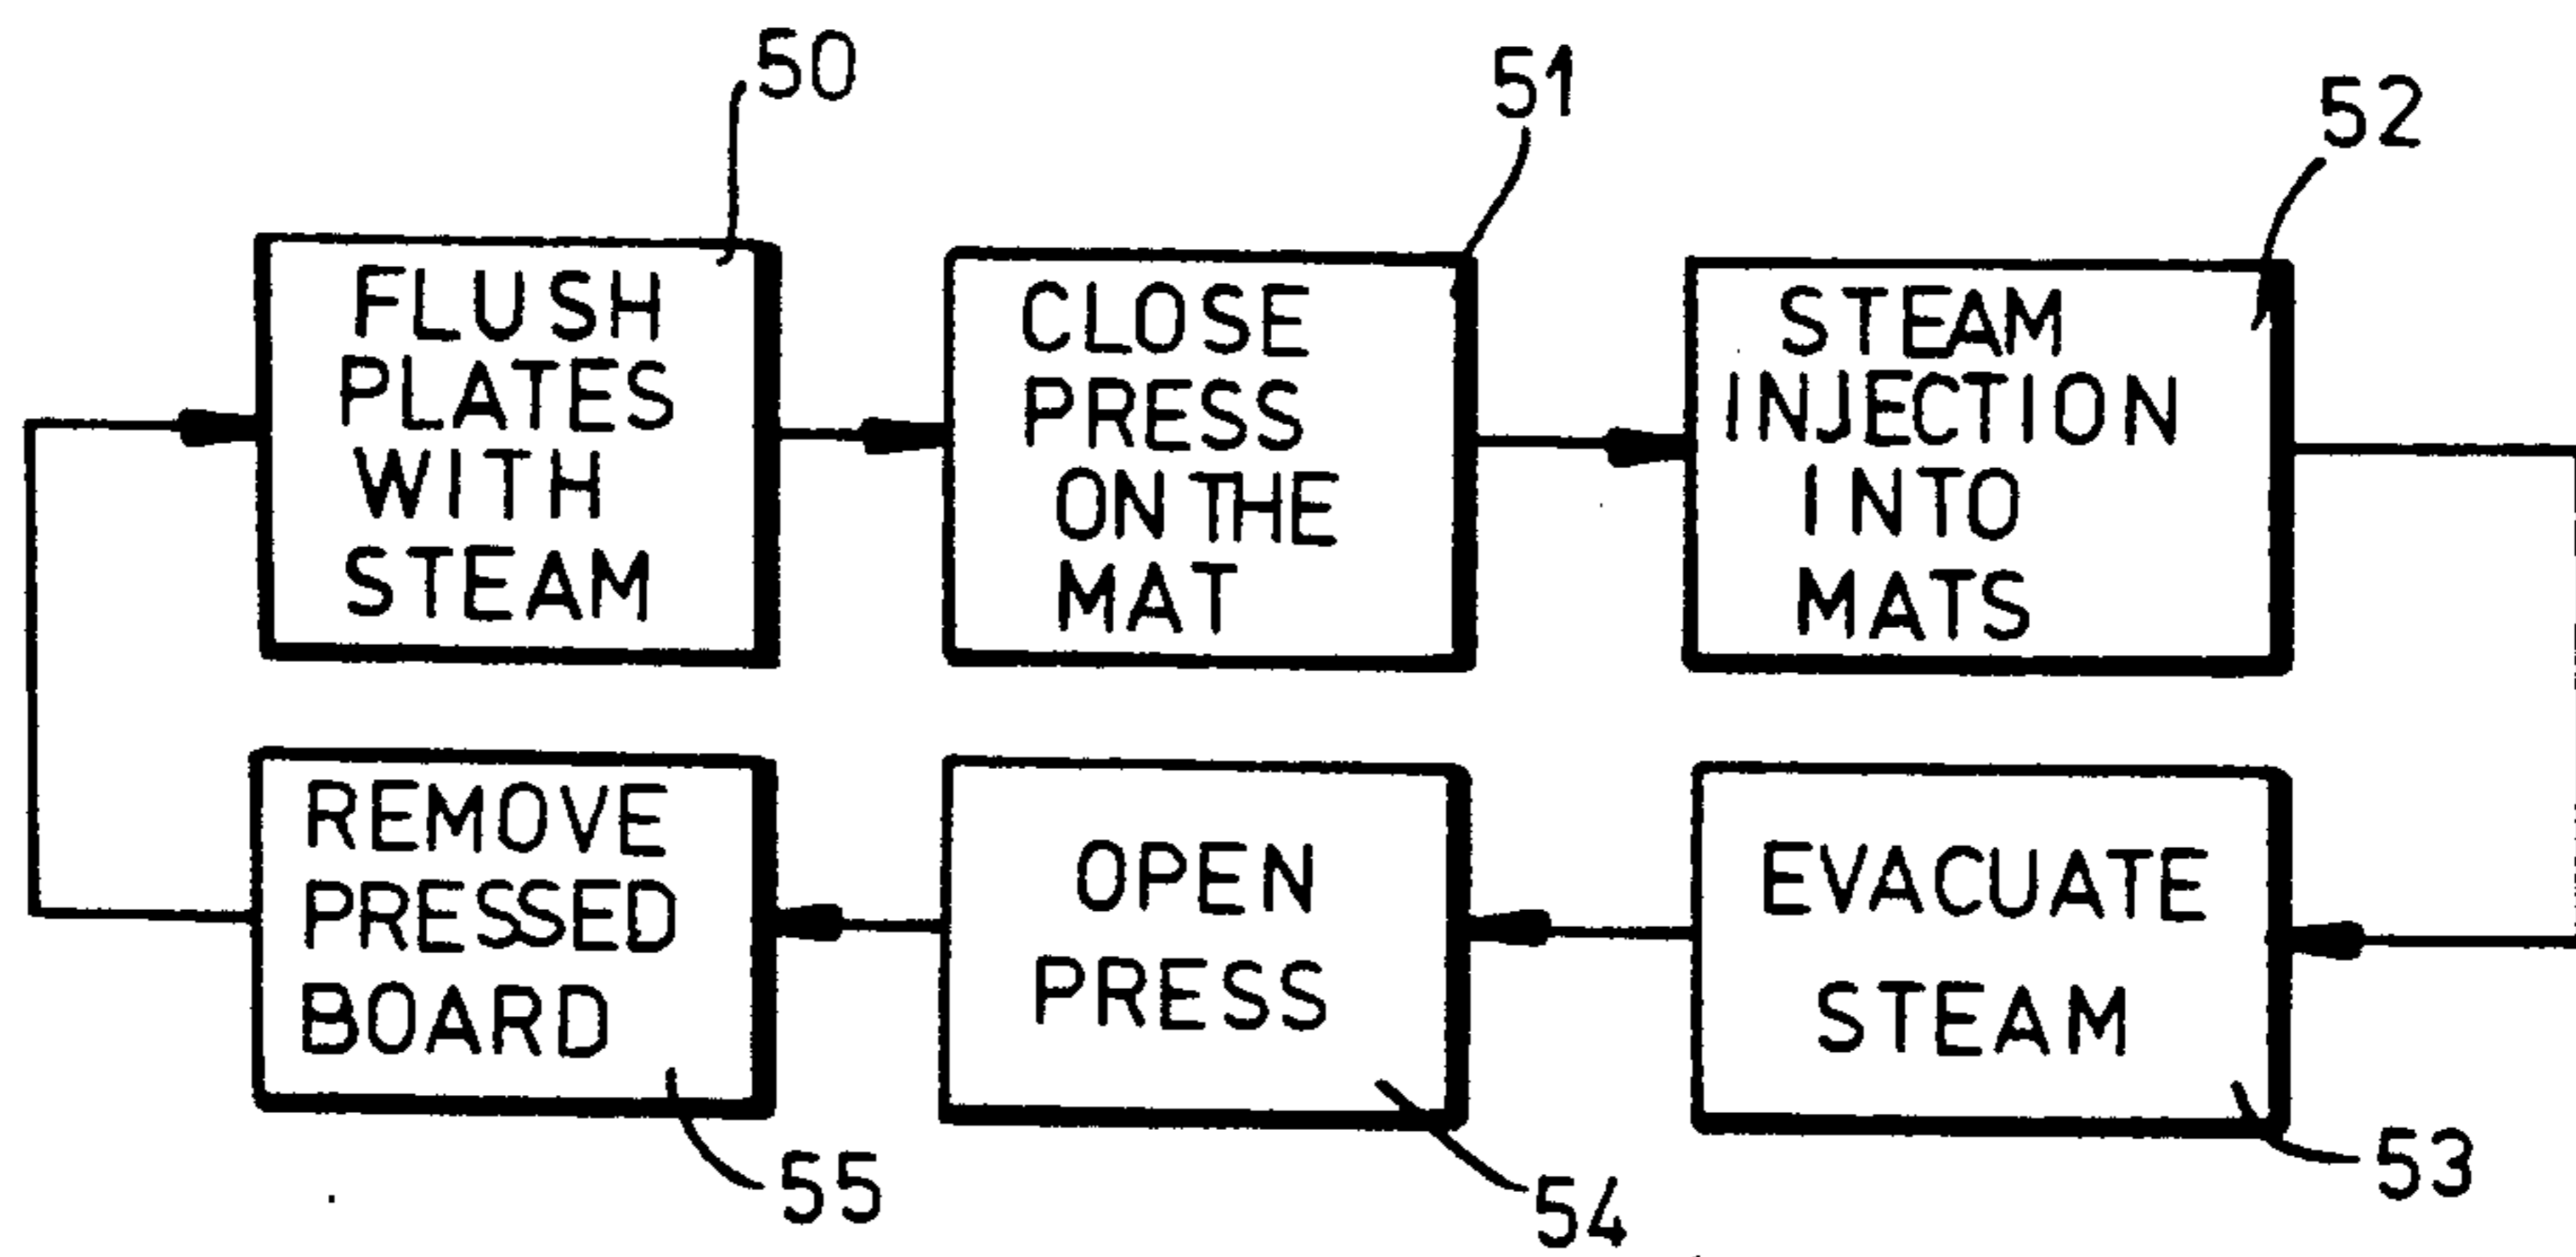 50
FLUSH
PLATES
WITH
STEAM
51
CLOSE
PRESS
ON THE
MAT
52
STEAM
INJECTION
INTO
MATS
EVACUATE
STEAM
53
OPEN
PRESS
54
REMOVE
PRESSED
BOARD
55